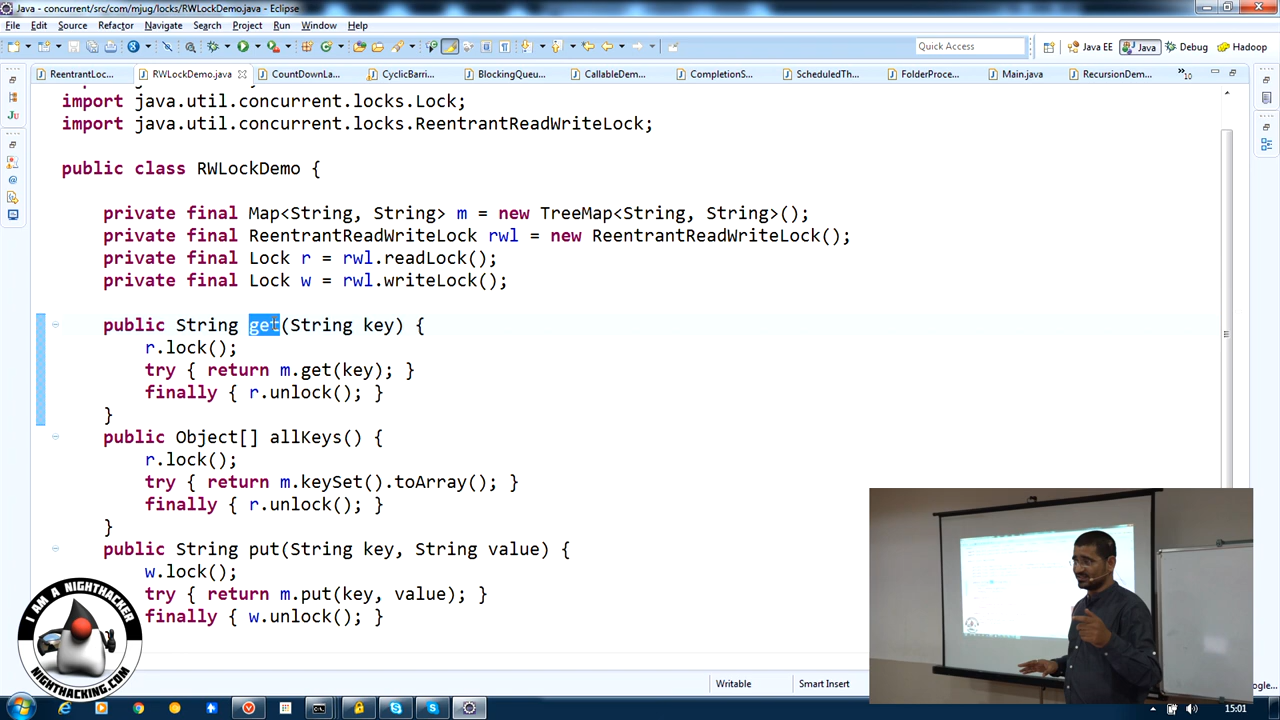 Java - concurrent/src/com/mjug/locks/RWLockDemo.java - Eclipse
File Edit Source Refactor Navigate Search Project Run Window Help
Quick Access Java EE Java Debug Hadoop
ReentrantLoc... RWLockDemo.java CountDownLa... CyclicBarri... BlockingQueu... CallableDem... CompletionS... ScheduledTh... FolderProce... Main.java RecursionDem... »10
import java.util.concurrent.locks.Lock;
import java.util.concurrent.locks.ReentrantReadWriteLock;
public class RWLockDemo {
private final Map<String, String> m = new TreeMap<String, String>();
private final ReentrantReadWriteLock rwl = new ReentrantReadWriteLock();
private final Lock r = rwl.readLock();
private final Lock w = rwl.writeLock();
public String get(String key) {
r.lock();
try { return m.get(key); }
finally { r.unlock(); }
}
public Object[] allKeys() {
r.lock();
try { return m.keySet().toArray(); }
finally { r.unlock(); }
}
public String put(String key, String value) {
w.lock();
try { return m.put(key, value); }
finally { w.unlock(); }
I AM A NIGHTHACKER
NIGHTHACKING.COM
Writable Smart Insert
ogle...
15:01